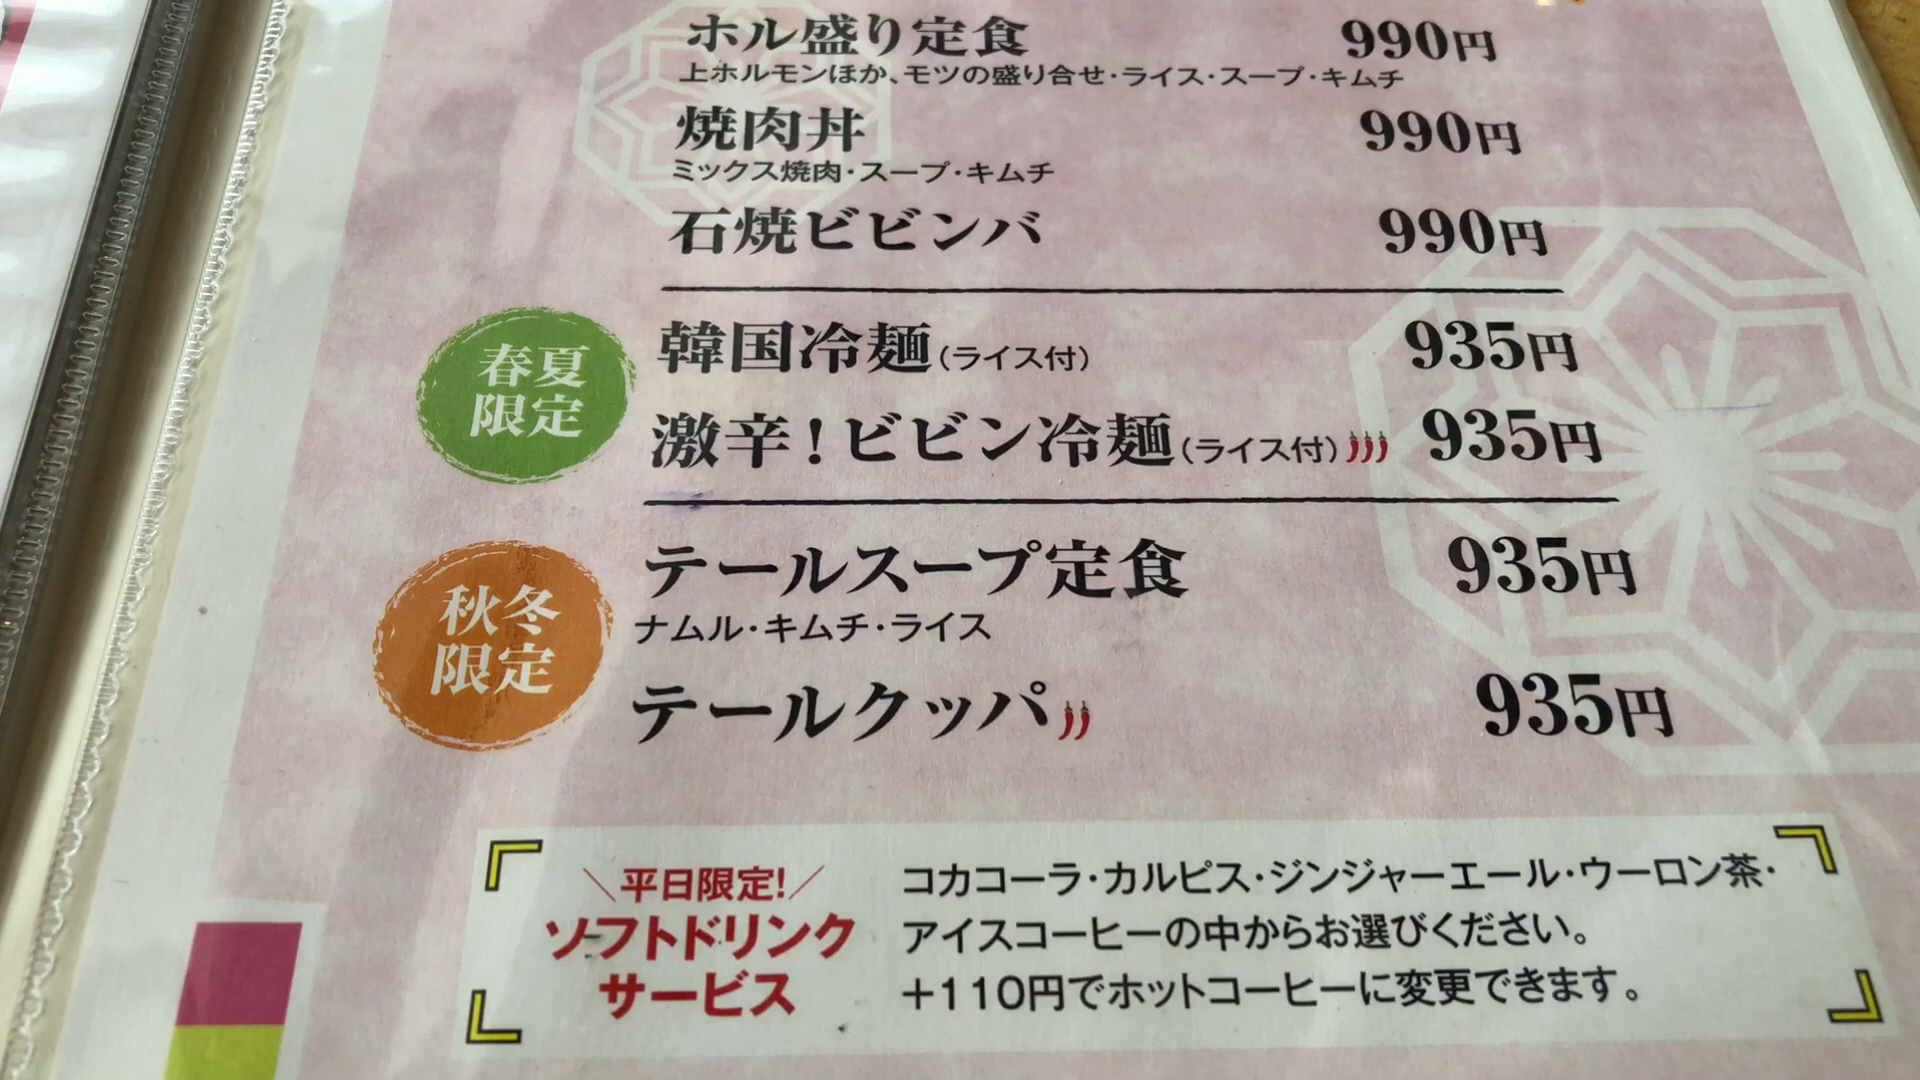 ホル盛り定食 990円
上ホルモンほか、モツの盛り合せ・ライス・スープ・キムチ
焼肉丼 990円
ミックス焼肉・スープ・キムチ
石焼ビビンバ 990円
春夏
限定
韓国冷麺(ライス付) 935円
激辛!ビビン冷麺(ライス付) 935円
秋冬
限定
テールスープ定食 935円
ナムル・キムチ・ライス
テールクッパ 935円
＼平日限定!／
ソフトドリンク
サービス
コカコーラ・カルピス・ジンジャーエール・ウーロン茶・
アイスコーヒーの中からお選びください。
+110円でホットコーヒーに変更できます。